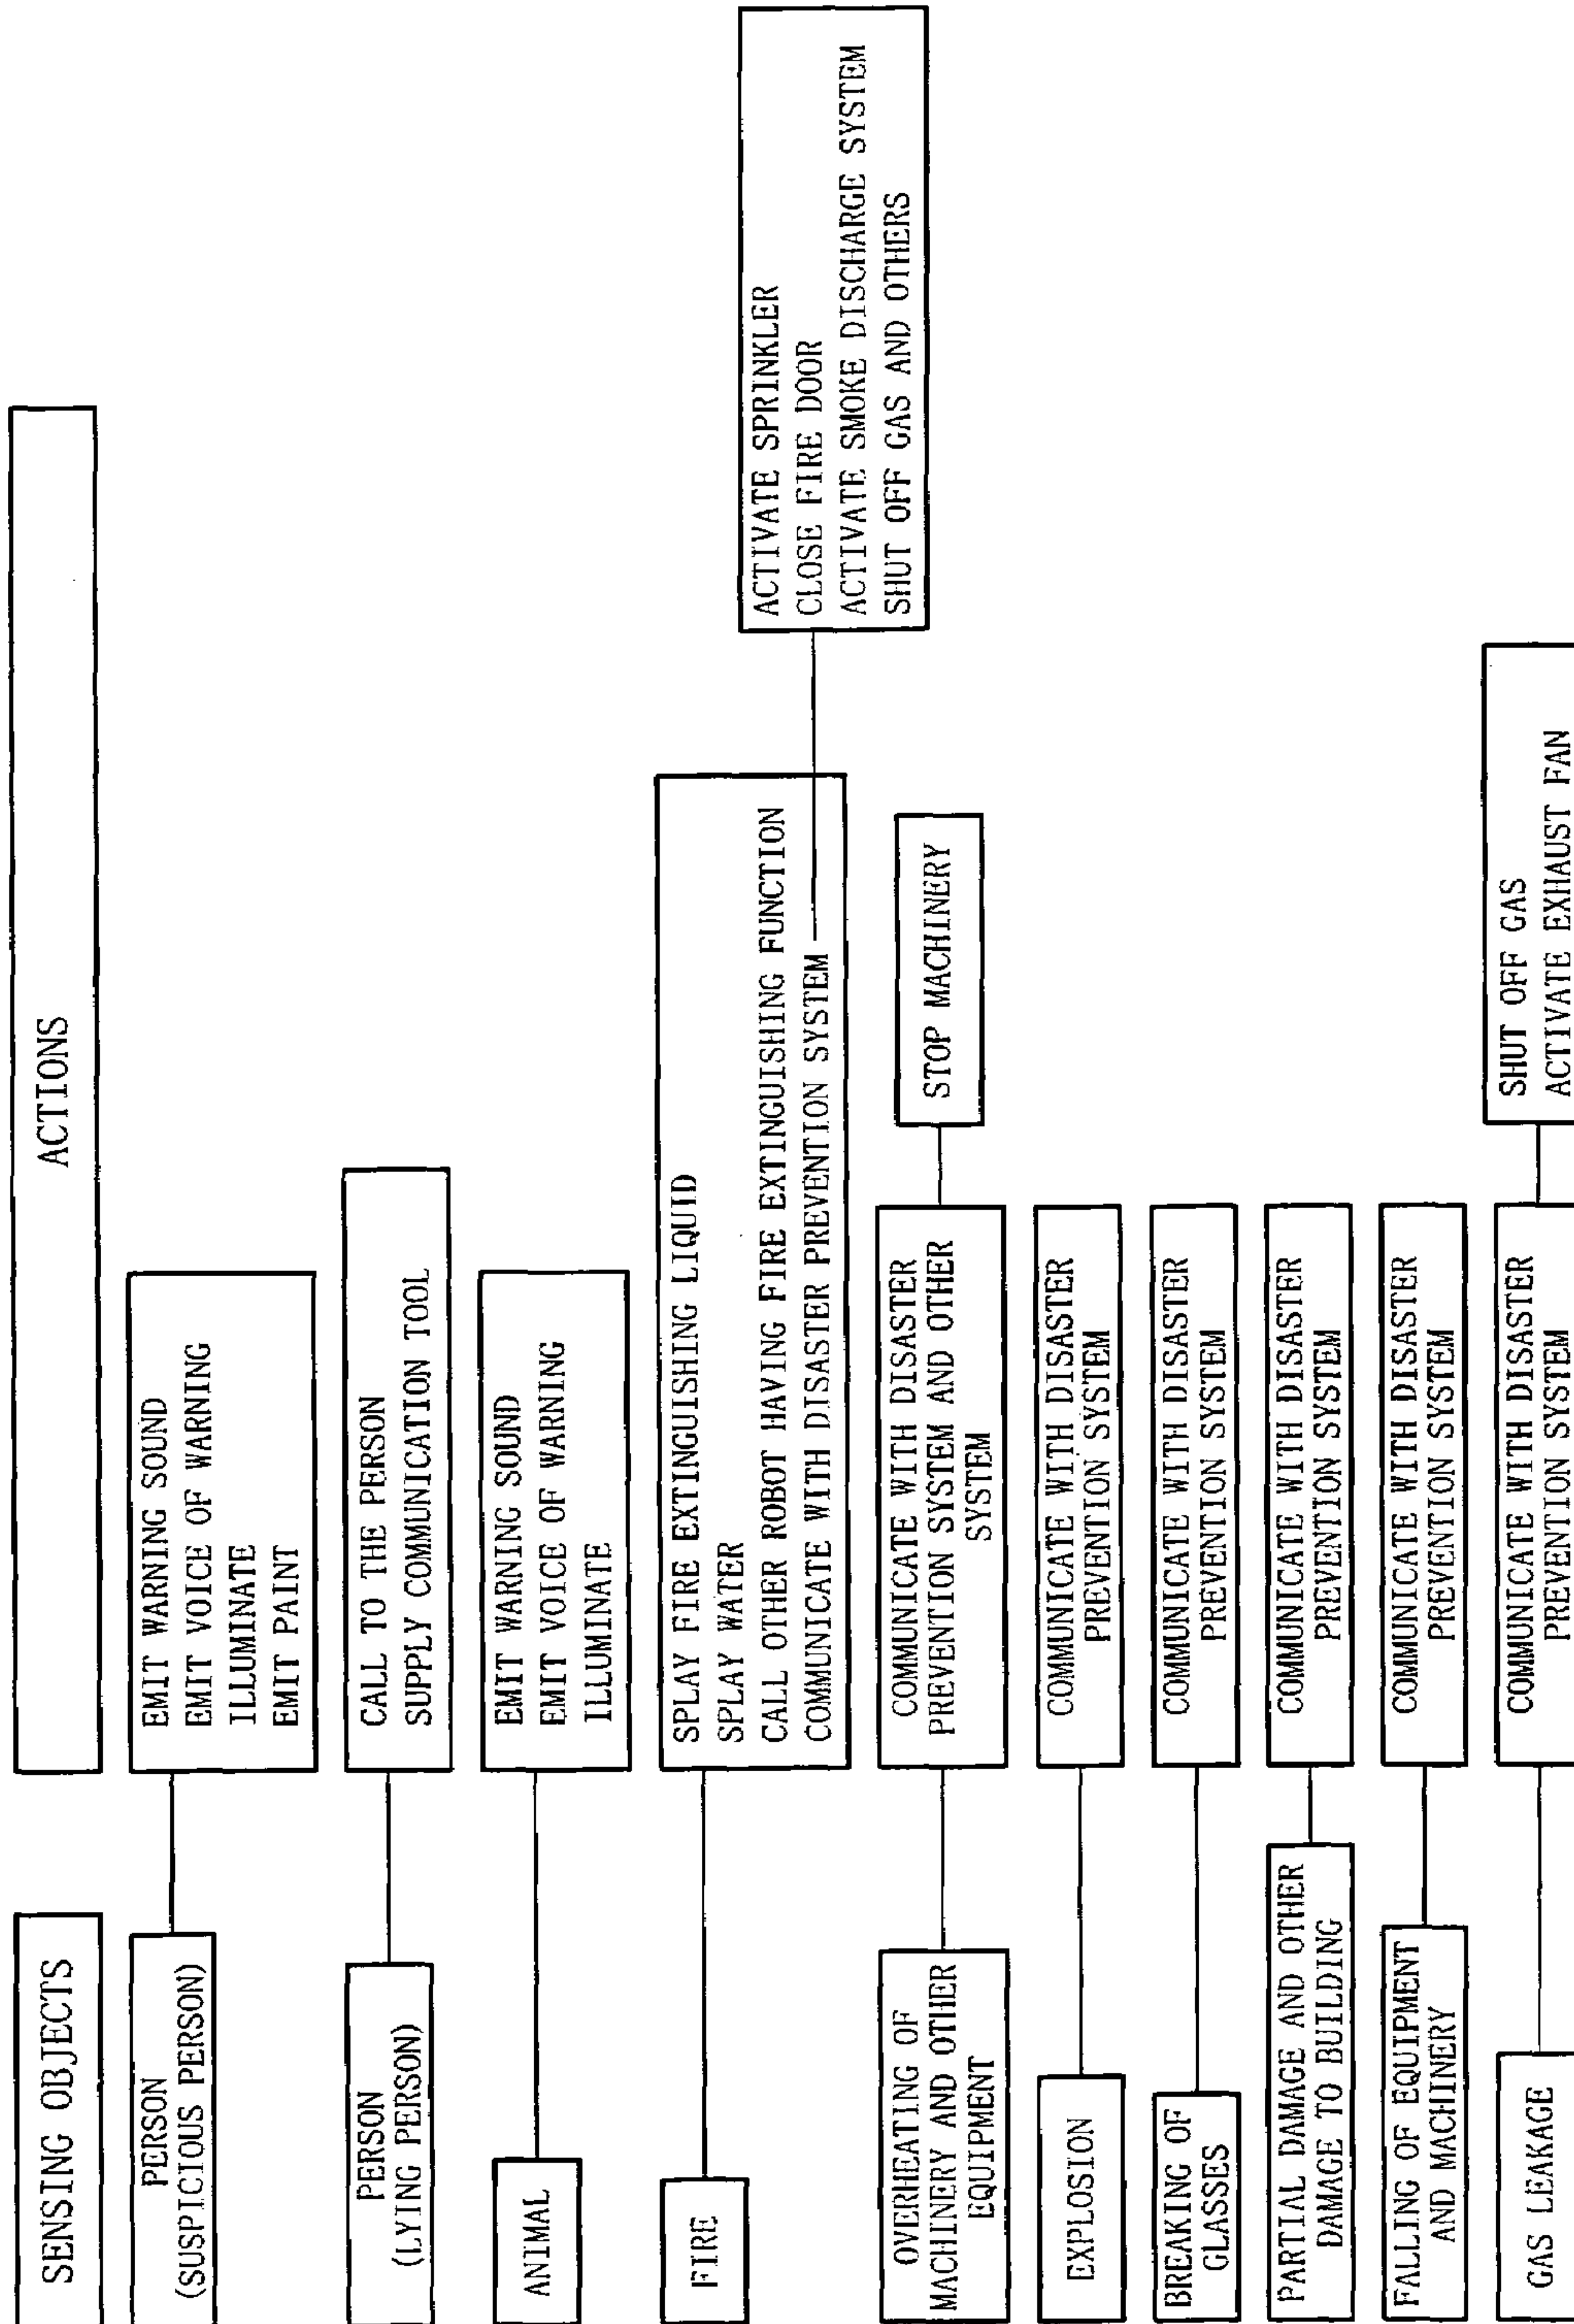 SENSING OBJECTS
ACTIONS
PERSON
(SUSPICIOUS PERSON)
EMIT WARNING SOUND
EMIT VOICE OF WARNING
ILLUMINATE
EMIT PAINT
PERSON
(LYING PERSON)
CALL TO THE PERSON
SUPPLY COMMUNICATION TOOL
ANIMAL
EMIT WARNING SOUND
EMIT VOICE OF WARNING
ILLUMINATE
FIRE
SPLAY FIRE EXTINGUISHING LIQUID
SPLAY WATER
CALL OTHER ROBOT HAVING FIRE EXTINGUISHING FUNCTION
COMMUNICATE WITH DISASTER PREVENTION SYSTEM
ACTIVATE SPRINKLER
CLOSE FIRE DOOR
ACTIVATE SMOKE DISCHARGE SYSTEM
SHUT OFF GAS AND OTHERS
OVERHEATING OF
MACHINERY AND OTHER
EQUIPMENT
COMMUNICATE WITH DISASTER
PREVENTION SYSTEM AND OTHER
SYSTEM
STOP MACHINERY
EXPLOSION
COMMUNICATE WITH DISASTER
PREVENTION SYSTEM
BREAKING OF
GLASSES
COMMUNICATE WITH DISASTER
PREVENTION SYSTEM
PARTIAL DAMAGE AND OTHER
DAMAGE TO BUILDING
COMMUNICATE WITH DISASTER
PREVENTION SYSTEM
FALLING OF EQUIPMENT
AND MACHINERY
COMMUNICATE WITH DISASTER
PREVENTION SYSTEM
GAS LEAKAGE
COMMUNICATE WITH DISASTER
PREVENTION SYSTEM
SHUT OFF GAS
ACTIVATE EXHAUST FAN